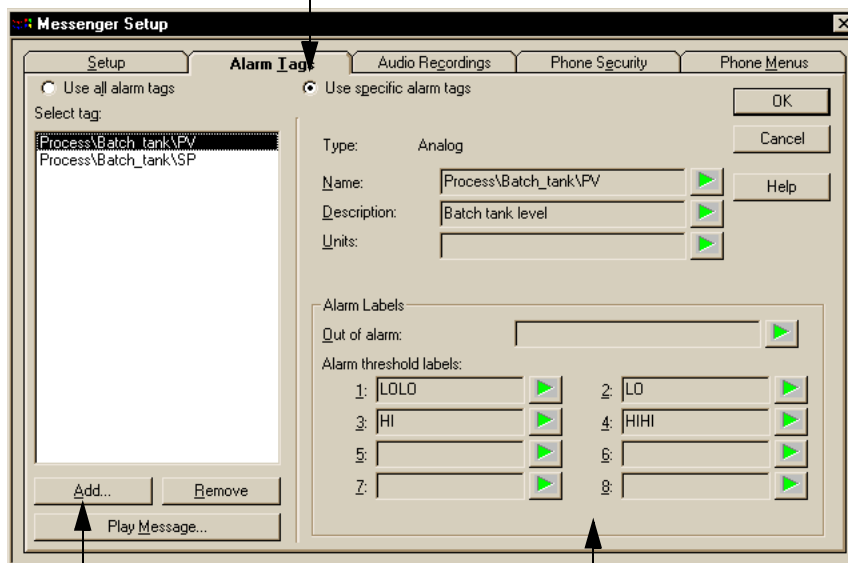 Messenger Setup
Setup
Alarm Tags
Audio Recordings
Phone Security
Phone Menus
Use all alarm tags
Use specific alarm tags
OK
Select tag:
Process\Batch_tank\PV
Process\Batch_tank\SP
Type: Analog
Cancel
Name: Process\Batch_tank\PV
Help
Description: Batch tank level
Units:
Alarm Labels
Out of alarm:
Alarm threshold labels:
1: LOLO 2: LO
3: HI 4: HIHI
5: 6:
7: 8:
Add... Remove
Play Message...